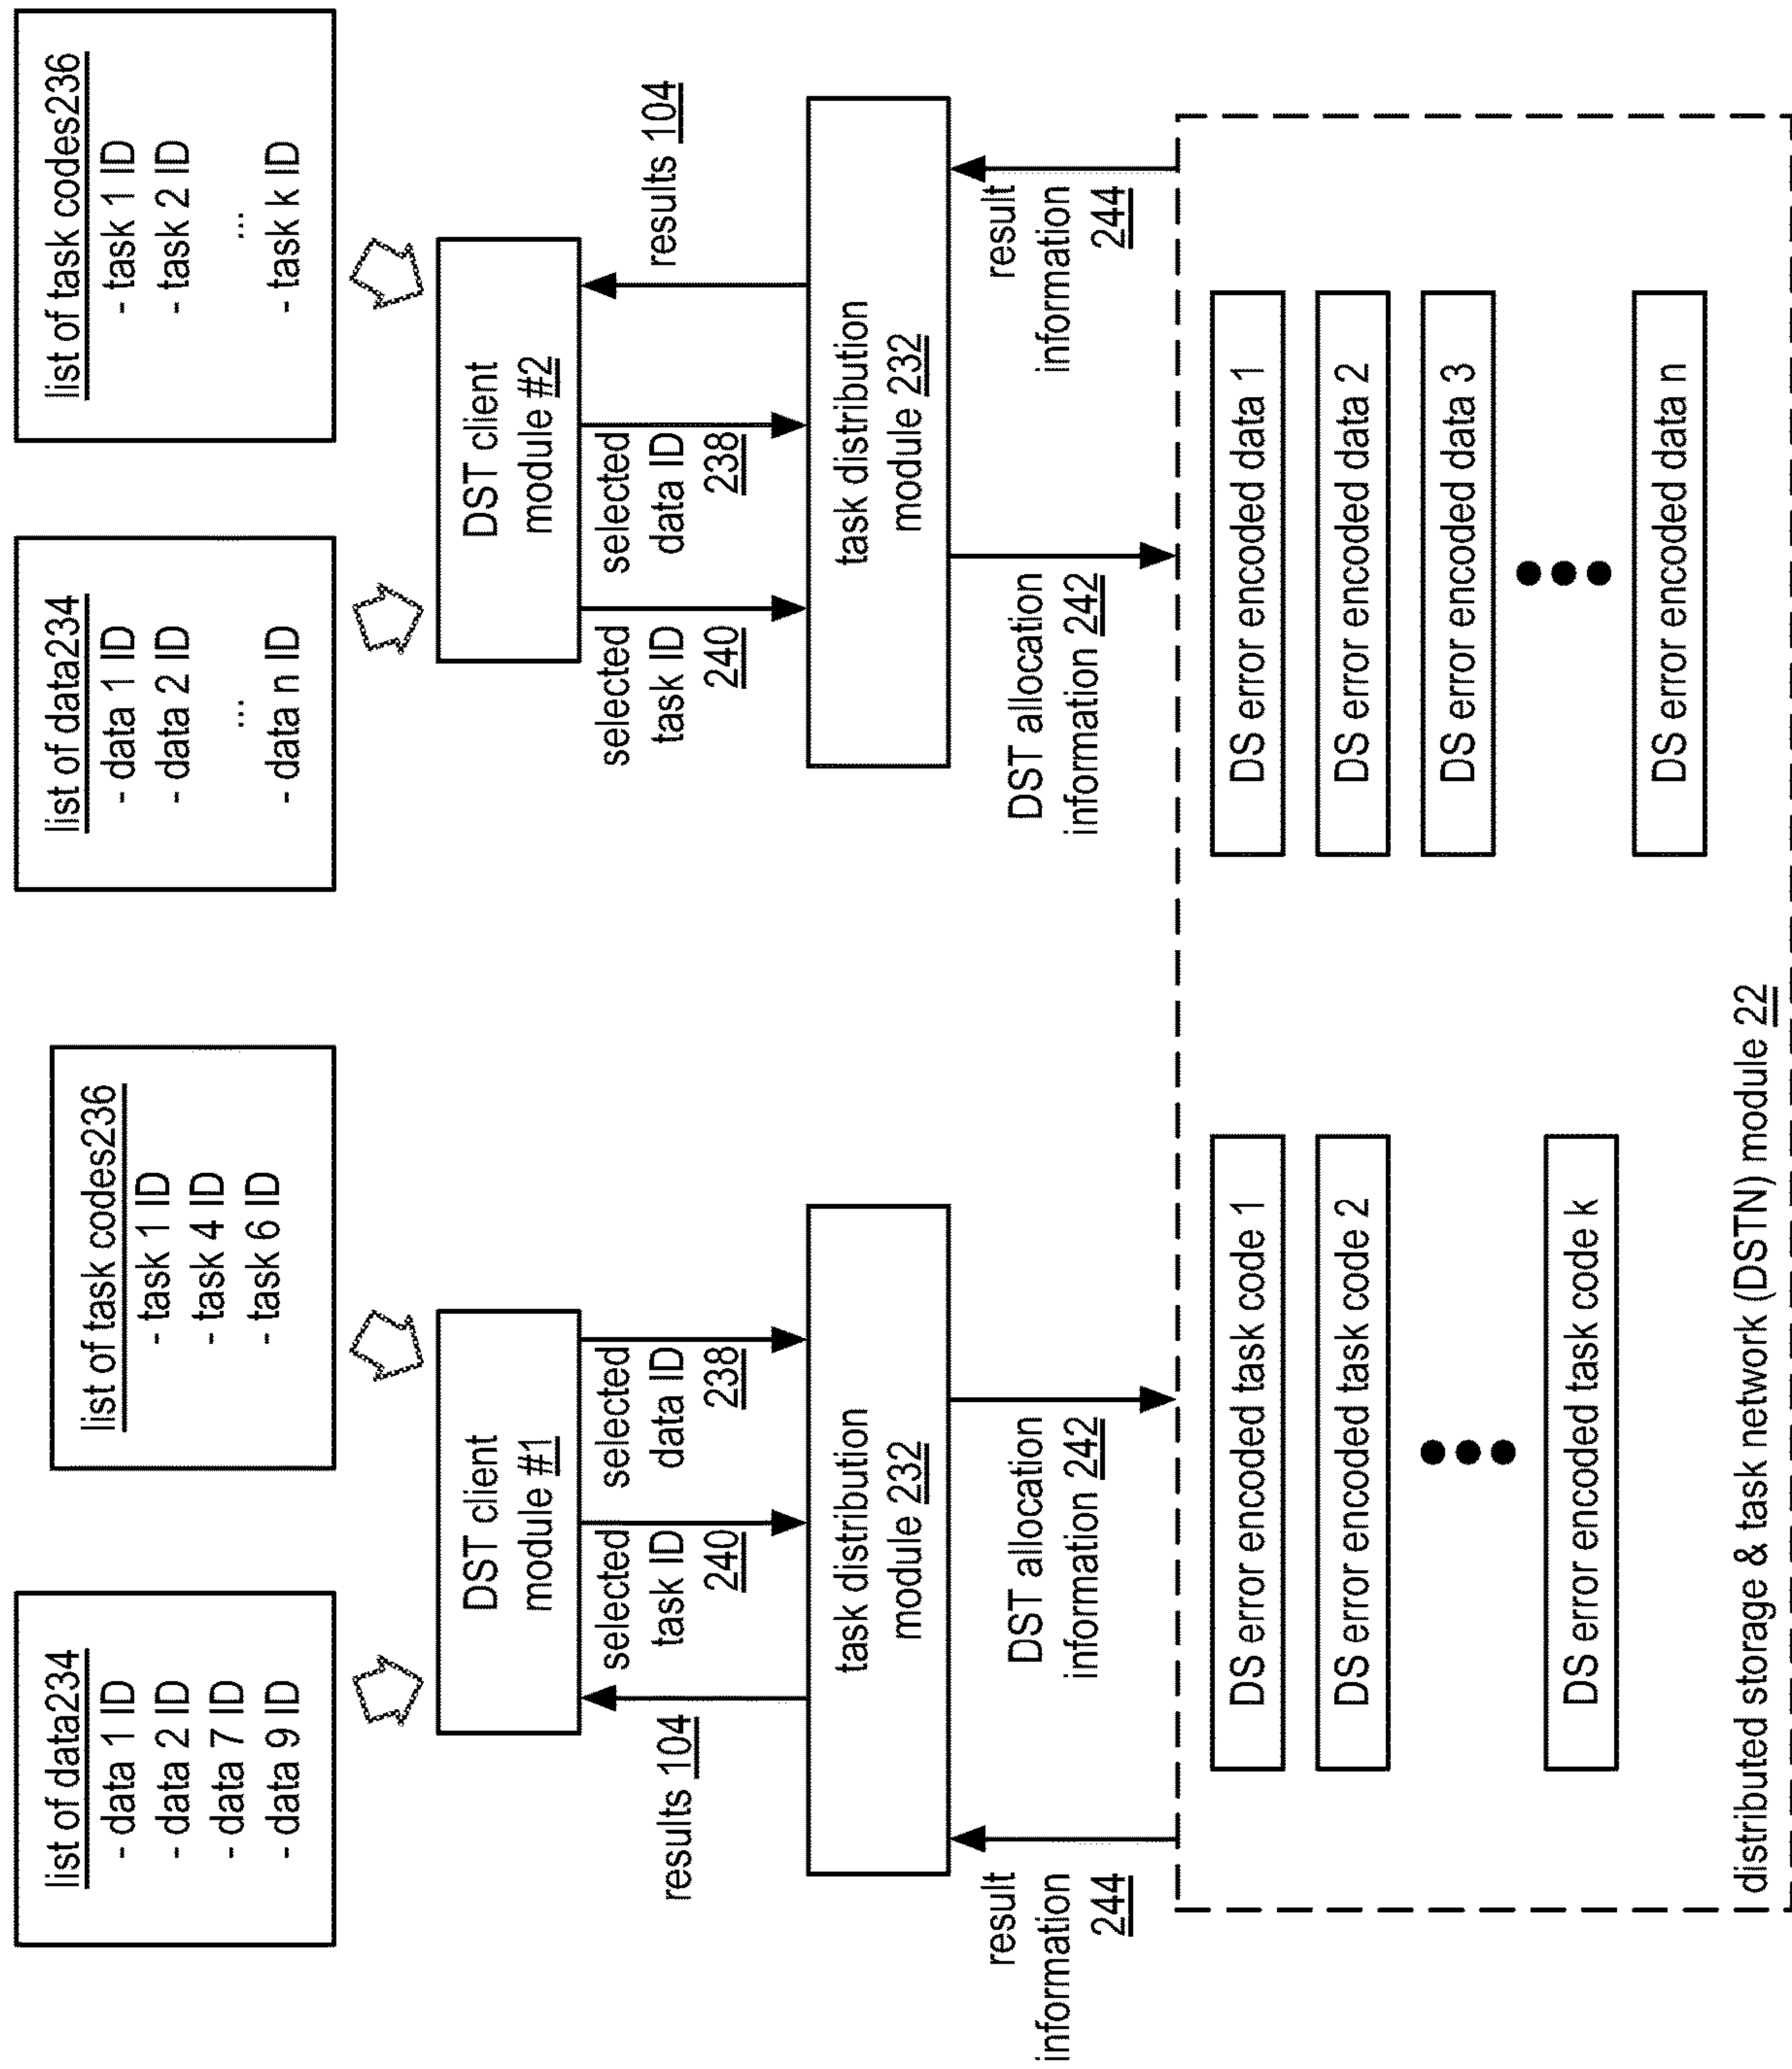 list of data234
- data 1 ID
- data 2 ID
- data 7 ID
- data 9 ID
list of task codes236
- task 1 ID
- task 4 ID
- task 6 ID
list of data234
- data 1 ID
- data 2 ID
...
- data n ID
list of task codes236
- task 1 ID
- task 2 ID
...
- task k ID
DST client
module #1
DST client
module #2
results 104
selected
task ID
240
selected
data ID
238
selected
task ID
240
selected
data ID
238
results 104
task distribution
module 232
task distribution
module 232
result
information
244
DST allocation
information 242
DST allocation
information 242
result
information
244
DS error encoded task code 1
DS error encoded task code 2
DS error encoded task code k
DS error encoded data 1
DS error encoded data 2
DS error encoded data 3
DS error encoded data n
distributed storage & task network (DSTN) module 22